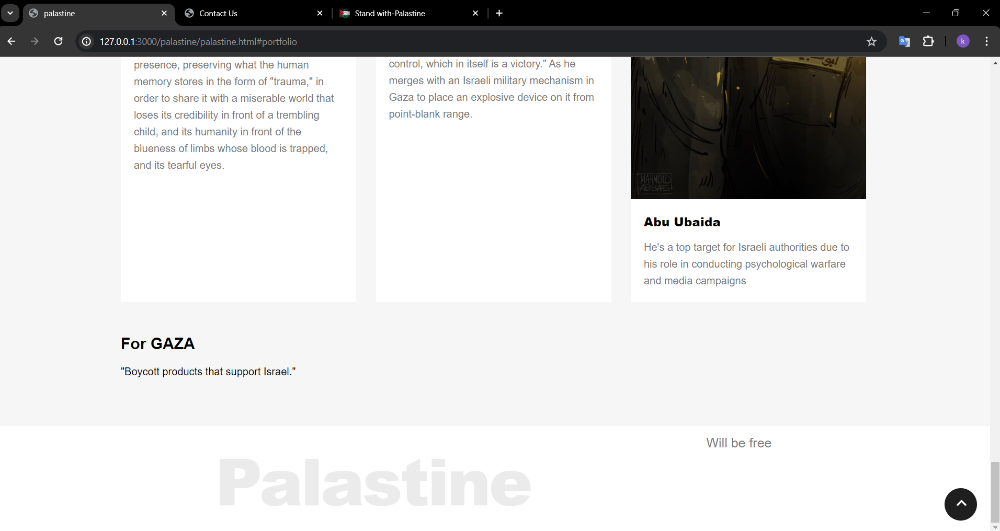 palastine
Contact Us
Stand with-Palastine
127.0.0.1:3000/palastine/palastine.html#portfolio
k
presence, preserving what the human
memory stores in the form of "trauma," in
order to share it with a miserable world that
loses its credibility in front of a trembling
child, and its humanity in front of the
blueness of limbs whose blood is trapped,
and its tearful eyes.
control, which in itself is a victory." As he
merges with an Israeli military mechanism in
Gaza to place an explosive device on it from
point-blank range.
MAHMOUD
ABBAS
Abu Ubaida
He's a top target for Israeli authorities due to
his role in conducting psychological warfare
and media campaigns
For GAZA
"Boycott products that support Israel."
Will be free
Palastine